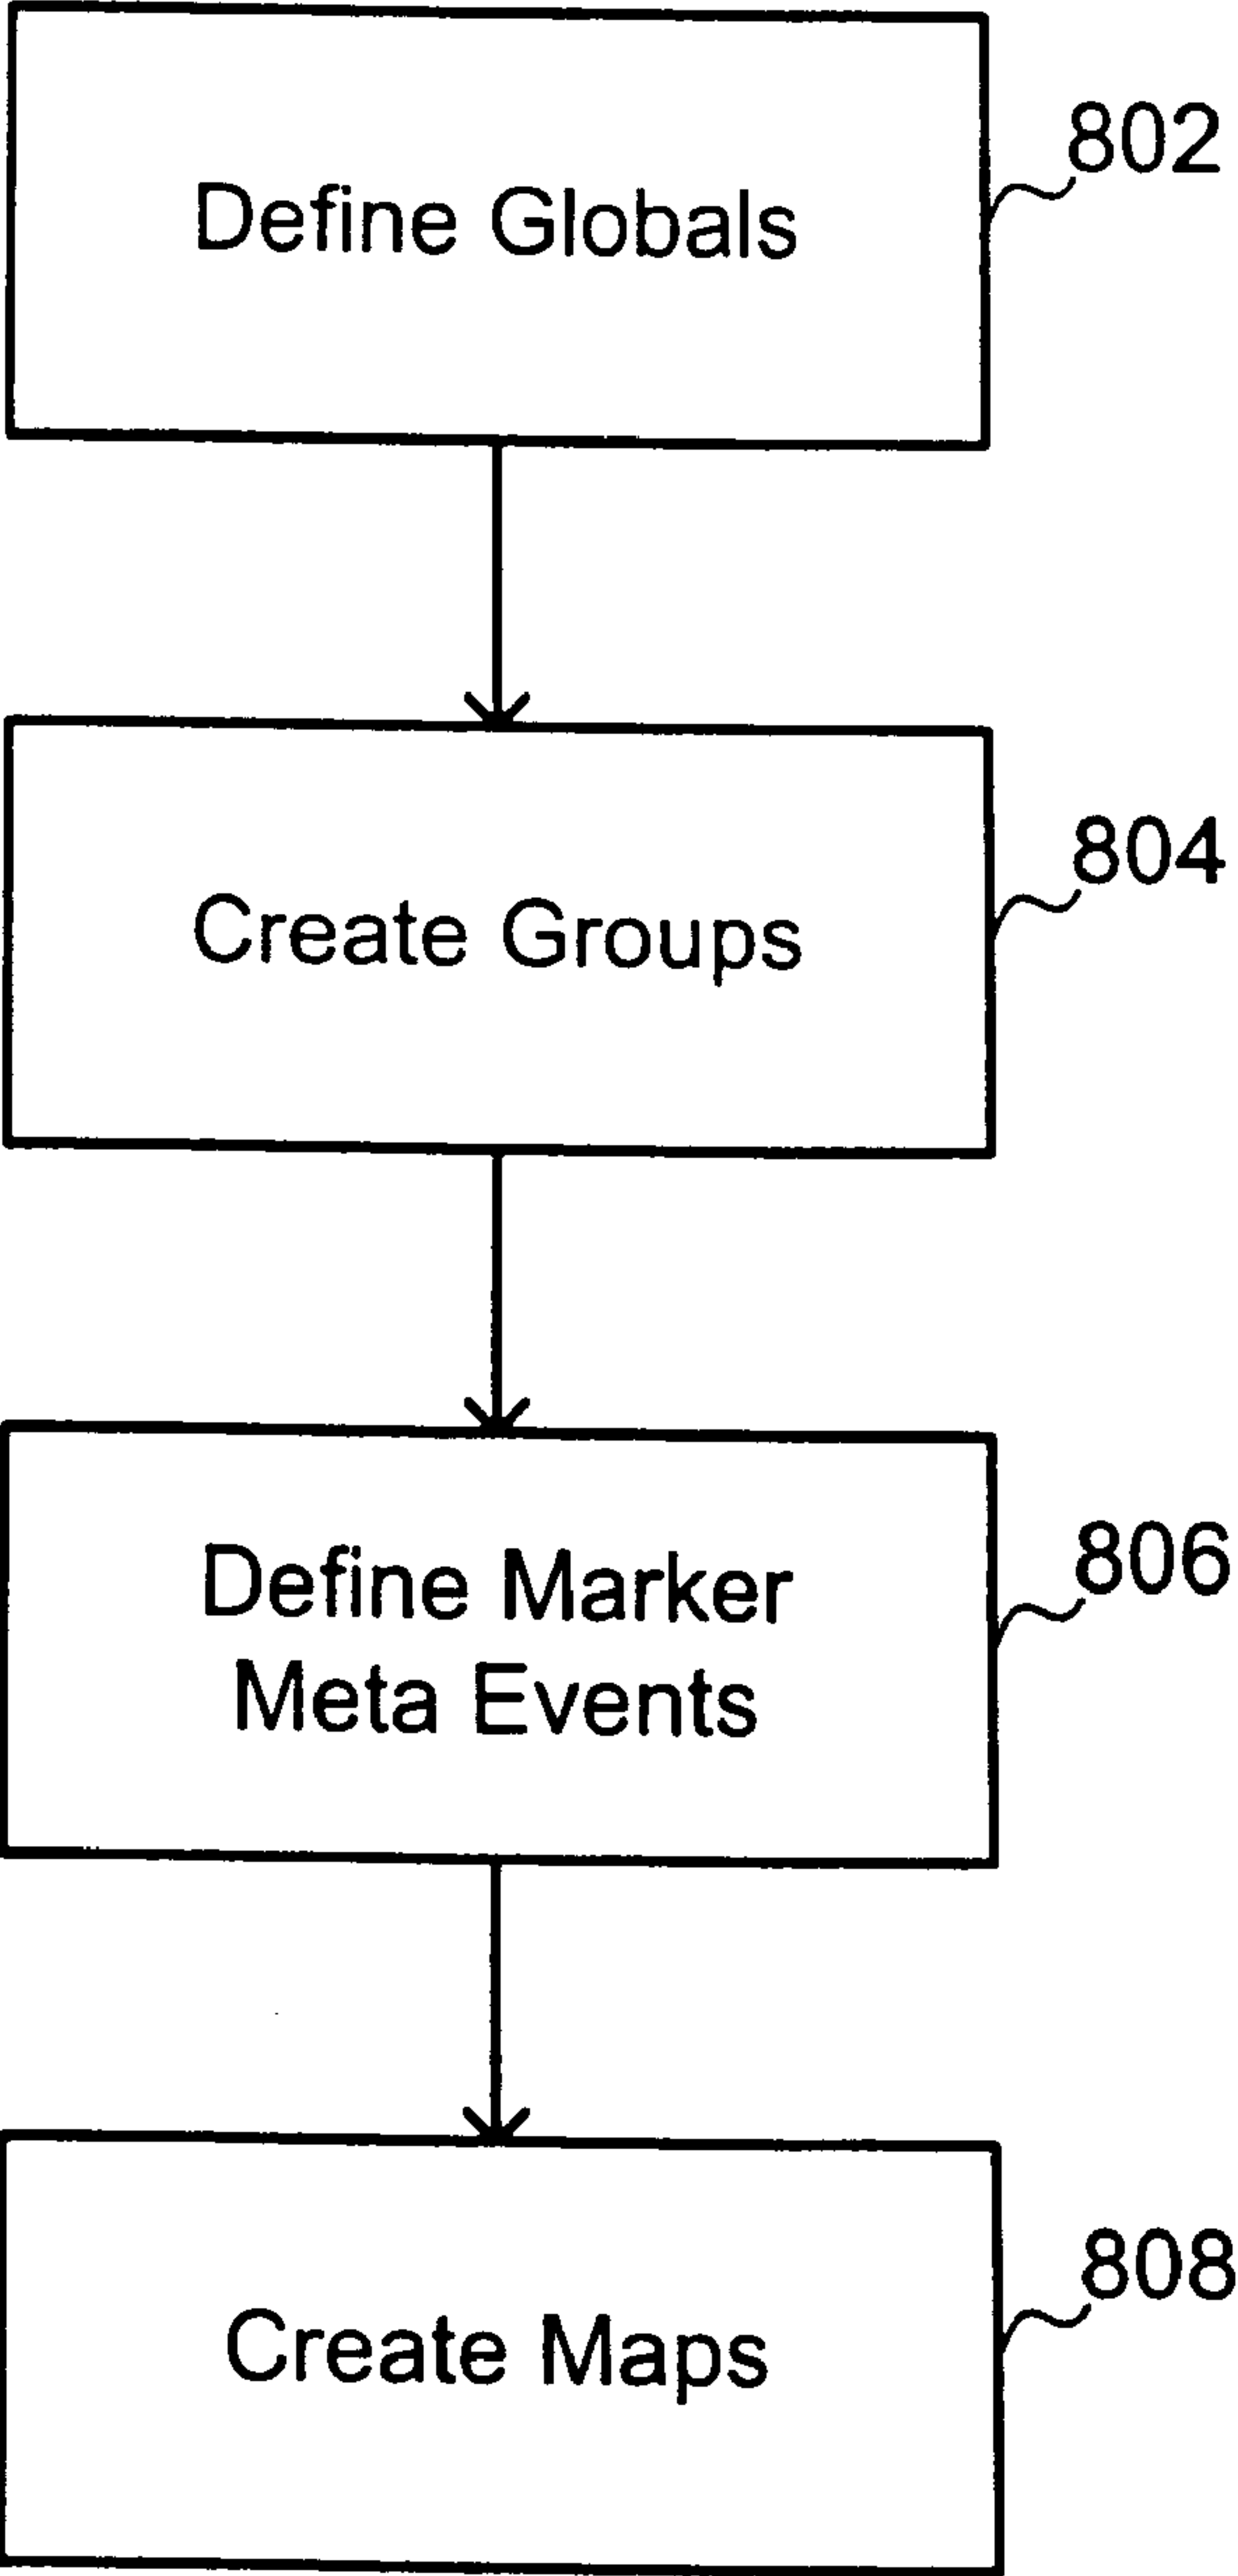 Define Globals
802
Create Groups
804
Define Marker
Meta Events
806
Create Maps
808